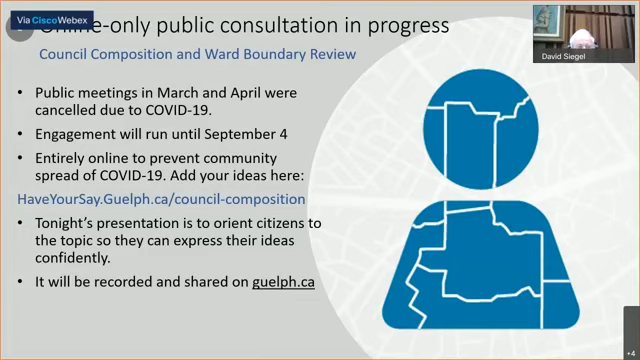 Via Cisco Webex
Online-only public consultation in progress
Council Composition and Ward Boundary Review
• Public meetings in March and April were
cancelled due to COVID-19.
• Engagement will run until September 4
• Entirely online to prevent community
spread of COVID-19. Add your ideas here:
HaveYourSay.Guelph.ca/council-composition
• Tonight's presentation is to orient citizens to
the topic so they can express their ideas
confidently.
• It will be recorded and shared on guelph.ca
David Siegel
+4